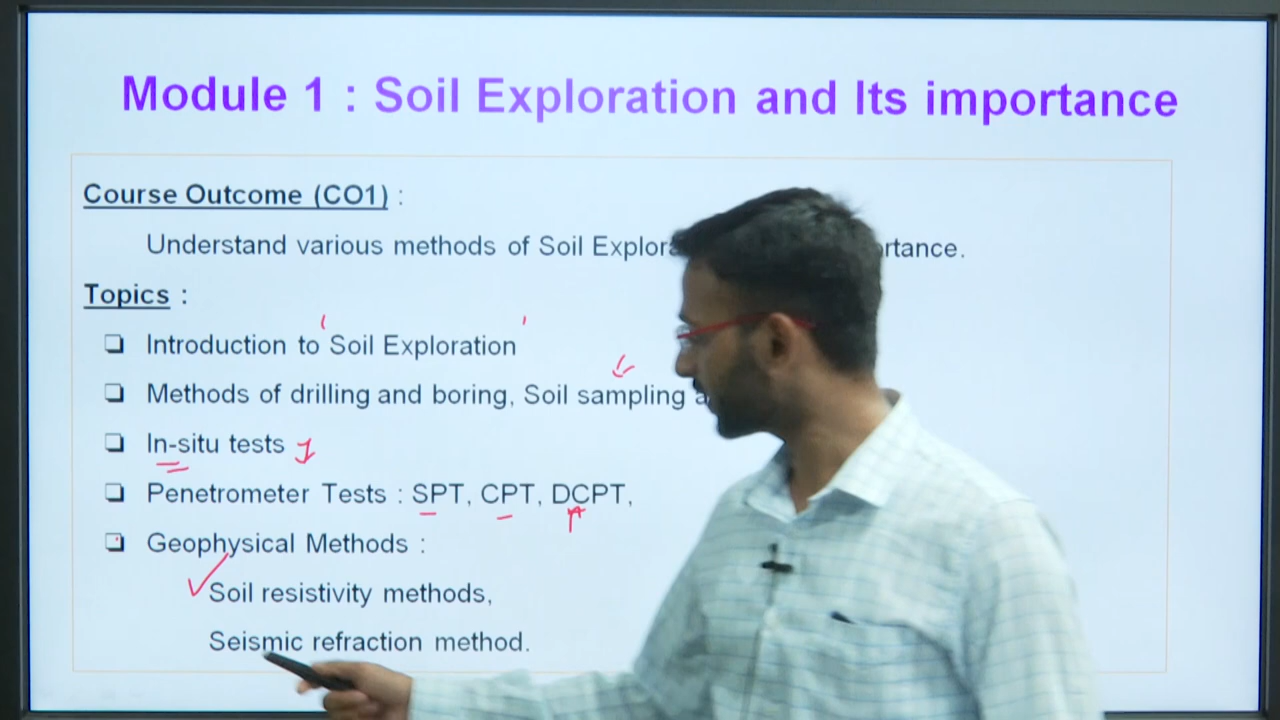 Module 1 : Soil Exploration and Its importance
Course Outcome (CO1) :
Understand various methods of Soil
Topics :
Introduction to 'Soil Exploration'
Methods of drilling and boring, Soil sampling
In-situ tests
Penetrometer Tests : SPT, CPT, DCPT,
Geophysical Methods :
Soil resistivity methods,
Seismic refraction method.